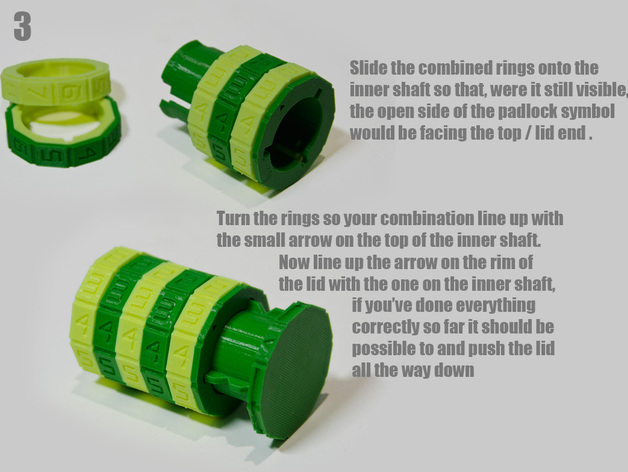 3
Slide the combined rings onto the
inner shaft so that, were it still visible,
the open side of the padlock symbol
would be facing the top / lid end .
Turn the rings so your combination line up with
the small arrow on the top of the inner shaft.
Now line up the arrow on the rim of
the lid with the one on the inner shaft,
if you've done everything
correctly so far it should be
possible to and push the lid
all the way down